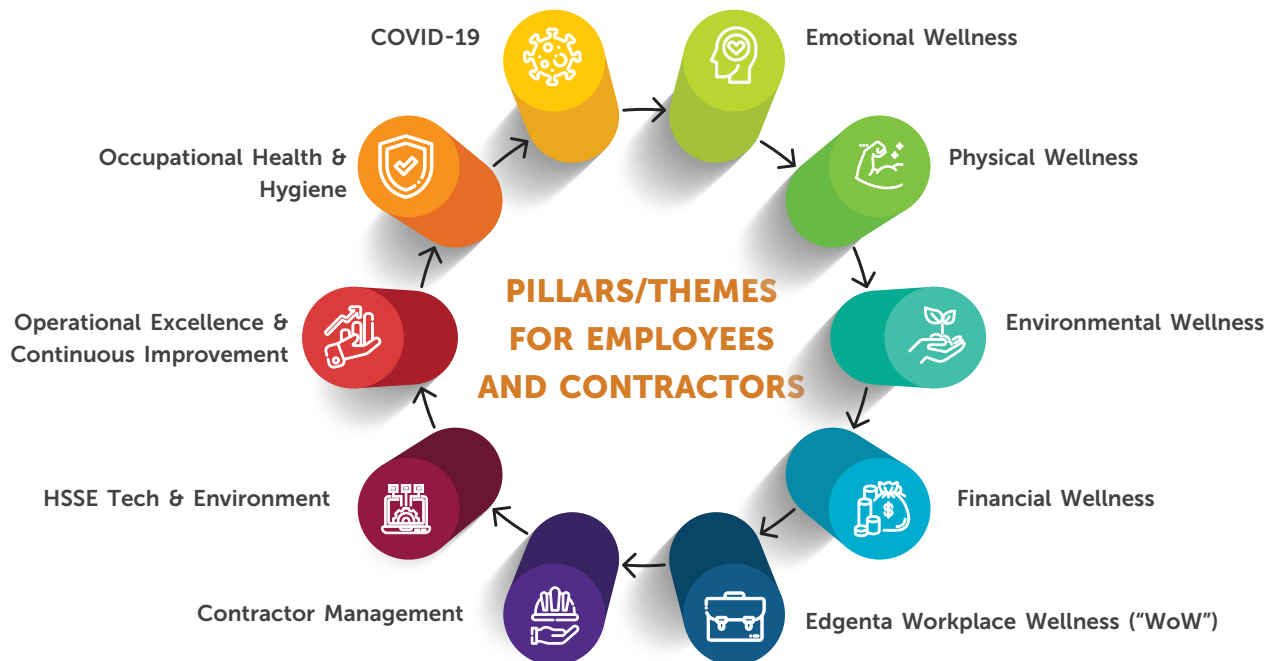 COVID-19
Emotional Wellness
Occupational Health &
Hygiene
Physical Wellness
PILLARS/THEMES
FOR EMPLOYEES
AND CONTRACTORS
Operational Excellence &
Continuous Improvement
Environmental Wellness
HSSE Tech & Environment
Financial Wellness
$
Contractor Management
Edgenta Workplace Wellness (“WoW”)